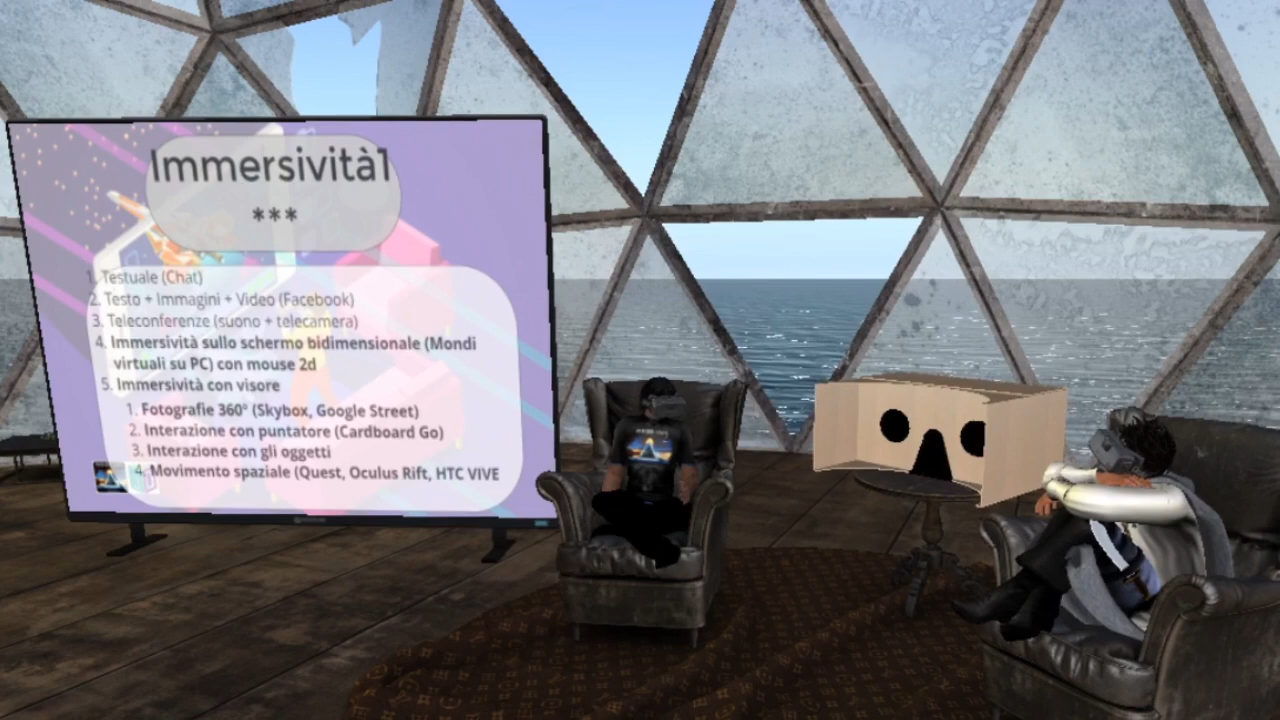 Immersività1
***
1. Testuale (Chat)
2. Testo + Immagini + Video (Facebook)
3. Teleconferenze (suono + telecamera)
4. Immersività sullo schermo bidimensionale (Mondi
virtuali su PC) con mouse 2d
5. Immersività con visore
1. Fotografie 360° (Skybox, Google Street)
2. Interazione con puntatore (Cardboard Go)
3. Interazione con gli oggetti
4. Movimento spaziale (Quest, Oculus Rift, HTC VIVE